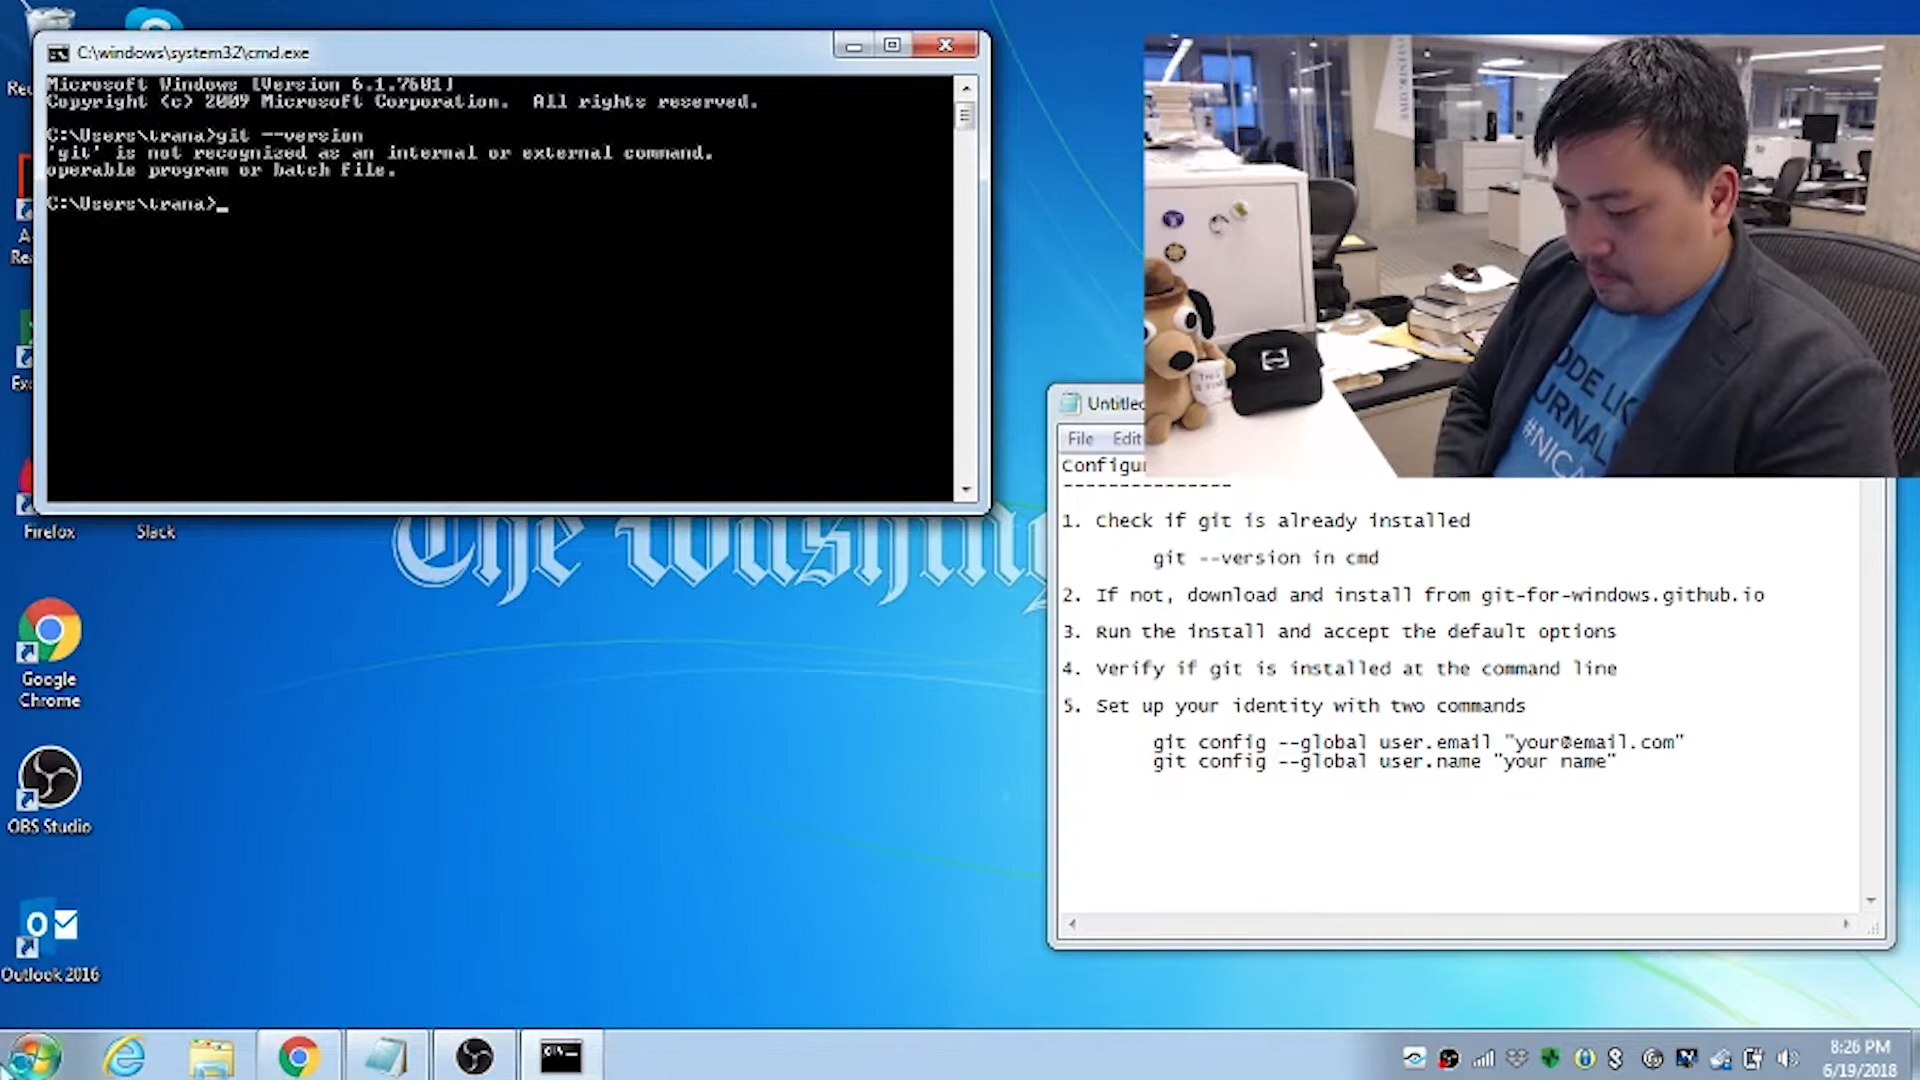 C:\windows\system32\cmd.exe
Microsoft Windows [Version 6.1.7601]
Copyright (c) 2009 Microsoft Corporation.  All rights reserved.
C:\Users\trana>git --version
'git' is not recognized as an internal or external command,
operable program or batch file.
C:\Users\trana>_
Firefox
Slack
Google
Chrome
OBS Studio
Outlook 2016
The Washing
ODE LIK
URNALI
#NICA
Untitled
File Edit
Configu
---------------
1. Check if git is already installed
git --version in cmd
2. If not, download and install from git-for-windows.github.io
3. Run the install and accept the default options
4. Verify if git is installed at the command line
5. Set up your identity with two commands
git config --global user.email "your@email.com"
git config --global user.name "your name"
8:26 PM
6/19/2018